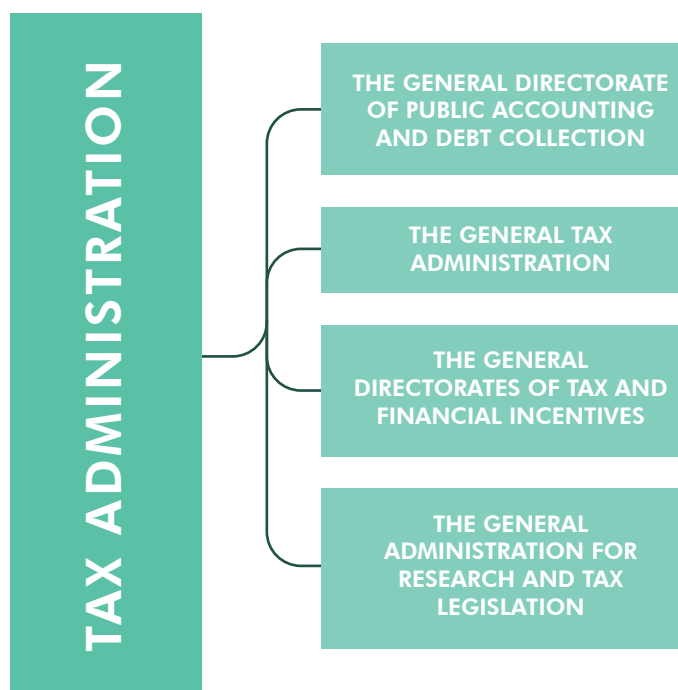 TAX ADMINISTRATION
THE GENERAL DIRECTORATE
OF PUBLIC ACCOUNTING
AND DEBT COLLECTION
THE GENERAL TAX
ADMINISTRATION
THE GENERAL
DIRECTORATES OF TAX AND
FINANCIAL INCENTIVES
THE GENERAL
ADMINISTRATION FOR
RESEARCH AND TAX
LEGISLATION